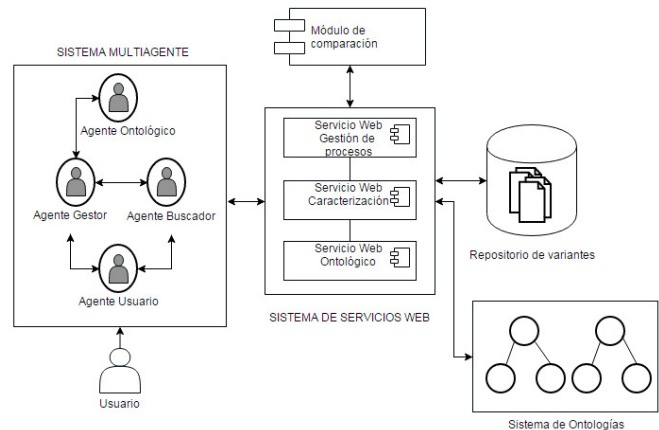 Módulo de
comparación
SISTEMA MULTIAGENTE
Agente Ontológico
Agente Gestor
Agente Buscador
Agente Usuario
Usuario
Servicio Web
Gestión de
procesos
Servicio Web
Caracterización
Servicio Web
Ontológico
SISTEMA DE SERVICIOS WEB
Repositorio de variantes
Sistema de Ontologías